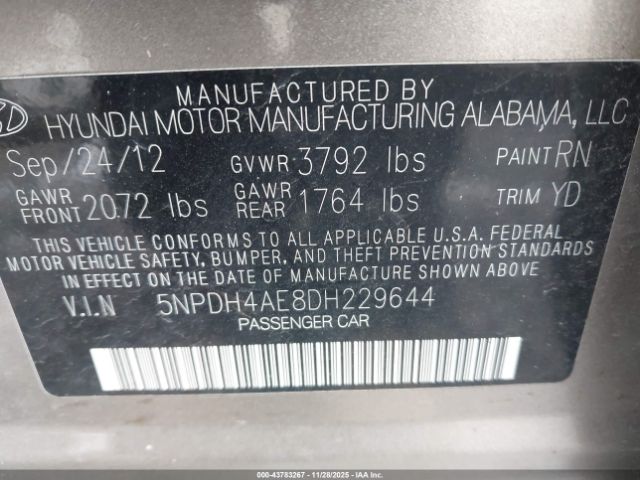 MANUFACTURED BY
HYUNDAI MOTOR MANUFACTURING ALABAMA, LLC
Sep/24/12 GVWR 3792 lbs PAINT RN
GAWR FRONT 2072 lbs GAWR REAR 1764 lbs TRIM YD
THIS VEHICLE CONFORMS TO ALL APPLICABLE U.S.A. FEDERAL
MOTOR VEHICLE SAFETY, BUMPER, AND THEFT PREVENTION STANDARDS
IN EFFECT ON THE DATE OF MANUFACTURE SHOWN ABOVE.
V.I.N 5NPDH4AE8DH229644
PASSENGER CAR
000-43783267 - 11/28/2025 - IAAC, Copyright